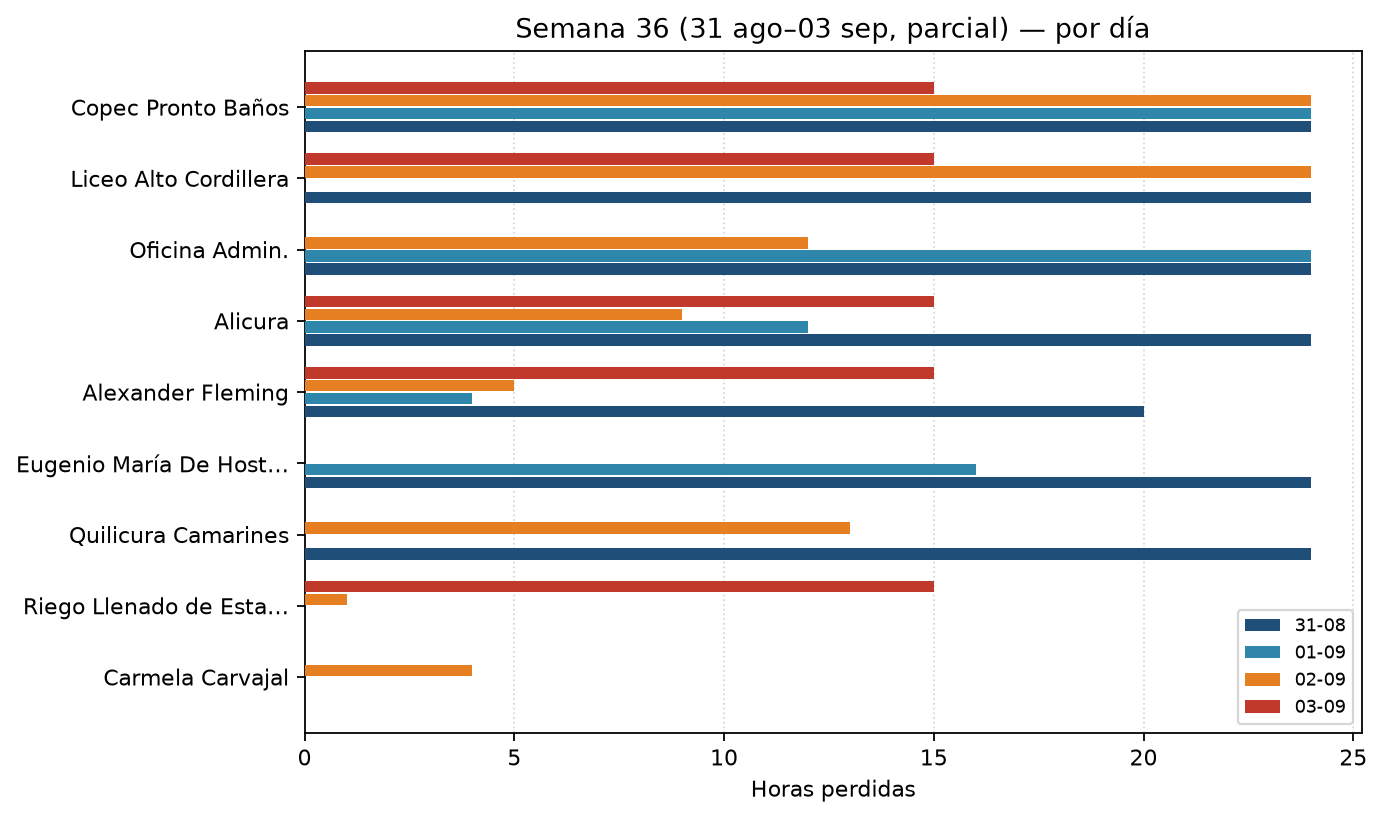 Semana 36 (31 ago–03 sep, parcial) — por día
Copec Pronto Baños
Liceo Alto Cordillera
Oficina Admin.
Alicura
Alexander Fleming
Eugenio María De Host...
Quilicura Camarines
Riego Llenado de Esta...
Carmela Carvajal
31-08
01-09
02-09
03-09
0 5 10 15 20 25
Horas perdidas